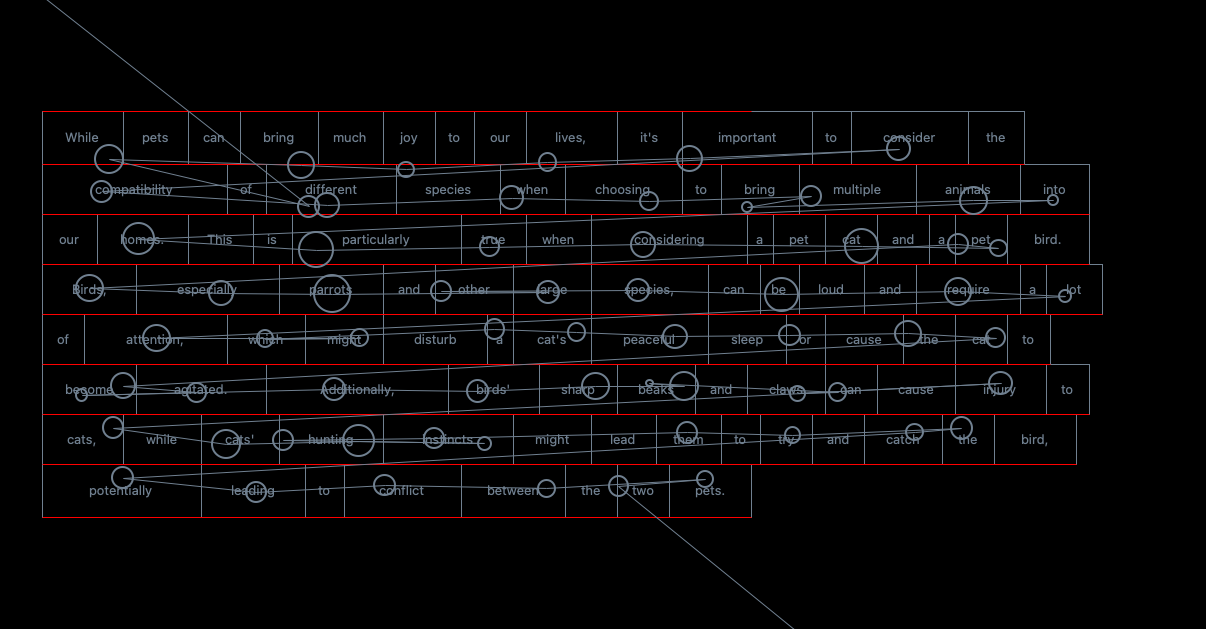 While pets can bring much joy to our lives, it's important to consider the
compatibility of different species when choosing to bring multiple animals into
our homes. This is particularly true when considering a pet cat and a pet bird.
Birds, especially parrots and other large species, can be loud and require a lot
of attention, which might disturb a cat's peaceful sleep or cause the cat to
become agitated. Additionally, birds' sharp beaks and claws can cause injury to
cats, while cats' hunting instincts might lead them to try and catch the bird,
potentially leading to conflict between the two pets.